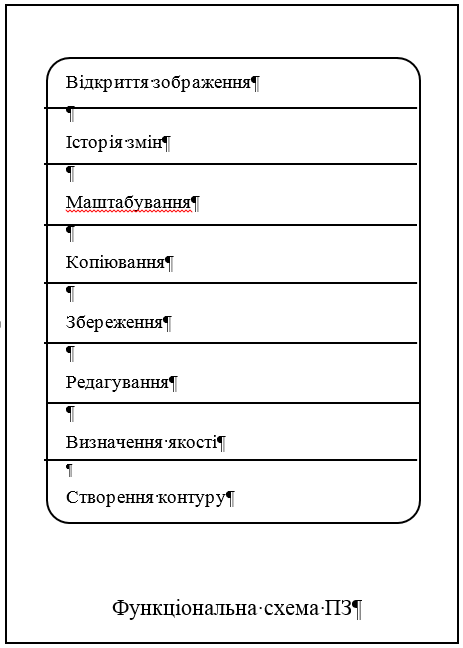 Відкриття зображення
Історія змін
Маштабування
Копіювання
Збереження
Редагування
Визначення якості
Створення контуру
Функціональна схема ПЗ